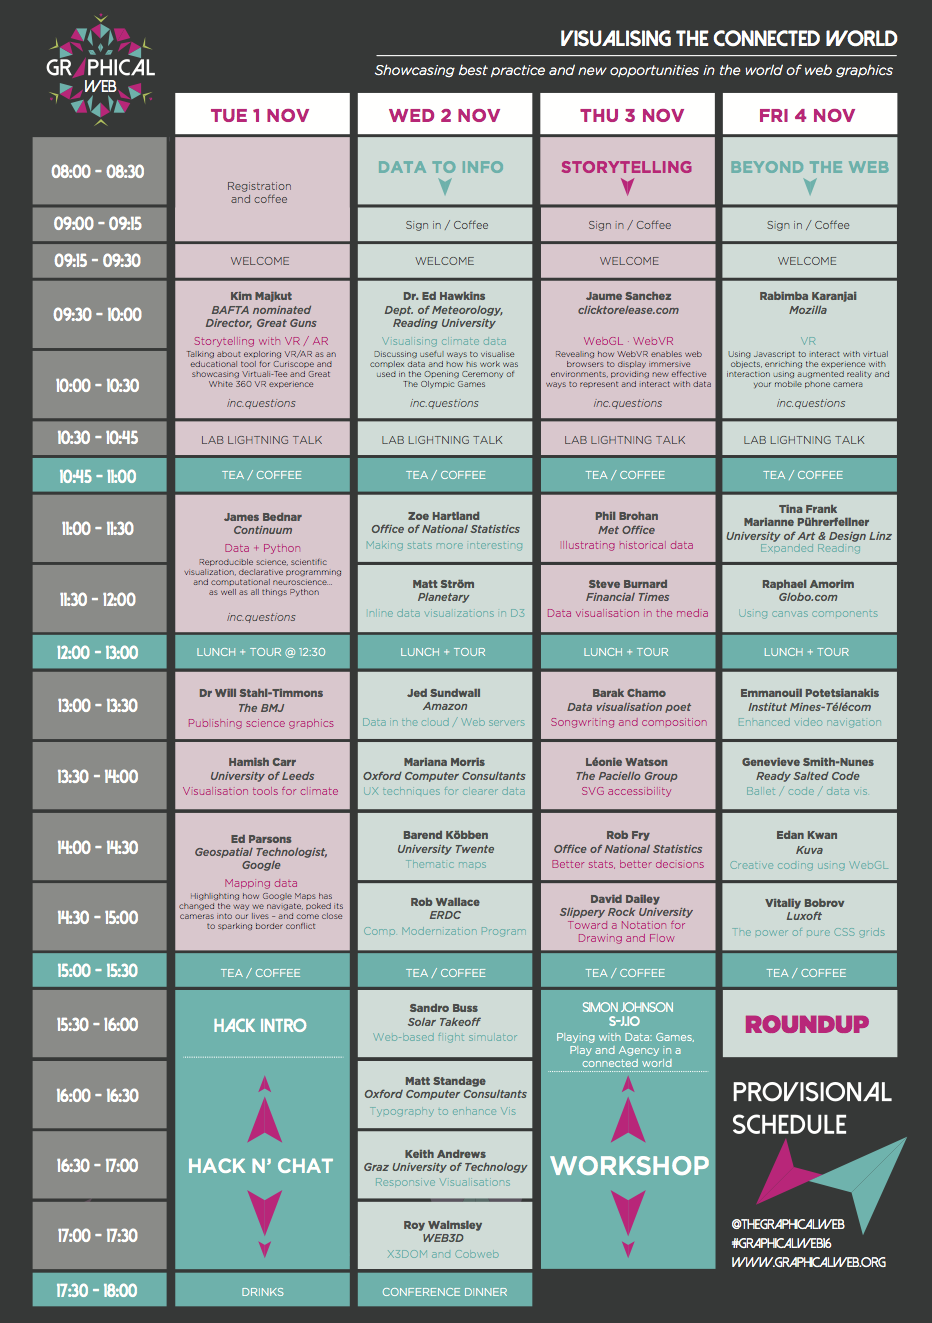 GRAPHICAL
WEB
VISUALISING THE CONNECTED WORLD
Showcasing best practice and new opportunities in the world of web graphics
TUE 1 NOV
WED 2 NOV
THU 3 NOV
FRI 4 NOV
08:00 - 08:30
Registration
and coffee
DATA TO INFO
STORYTELLING
BEYOND THE WEB
09:00 - 09:15
Sign in / Coffee
Sign in / Coffee
Sign in / Coffee
09:15 - 09:30
WELCOME
WELCOME
WELCOME
WELCOME
09:30 - 10:00
10:00 - 10:30
Kim Majkut
BAFTA nominated
Director, Great Guns
Storytelling with VR / AR
Talking about exploring VR/AR as an
educational tool for Curiscope and
showcasing Virtuali-Tee and Great
White 360 VR experience
inc.questions
Dr. Ed Hawkins
Dept. of Meteorology,
Reading University
Visualising climate data
Discussing useful ways to visualise
complex data and how his work was
used in the Opening Ceremony of
The Olympic Games
inc.questions
Jaume Sanchez
clicktorelease.com
WebGL - WebVR
Revealing how WebVR enables web
browsers to display immersive
environments, providing new effective
ways to represent and interact with data
inc.questions
Rabimba Karanjai
Mozilla
VR
Using Javascript to interact with virtual
objects, enriching the experience with
interaction using augmented reality and
your mobile phone camera
inc.questions
10:30 - 10:45
LAB LIGHTNING TALK
LAB LIGHTNING TALK
LAB LIGHTNING TALK
LAB LIGHTNING TALK
10:45 - 11:00
TEA / COFFEE
TEA / COFFEE
TEA / COFFEE
TEA / COFFEE
11:00 - 11:30
11:30 - 12:00
James Bednar
Continuum
Data + Python
Reproducible science, scientific
visualization, declarative programming
and computational neuroscience...
as well as all things Python
inc.questions
Zoe Hartland
Office of National Statistics
Making stats more interesting
Phil Brohan
Met Office
Illustrating historical data
Tina Frank
Marianne Pührerfellner
University of Art & Design Linz
Expanded Reading
Matt Ström
Planetary
Inline data visualizations in D3
Steve Burnard
Financial Times
Data visualisation in the media
Raphael Amorim
Globo.com
Using canvas components
12:00 - 13:00
LUNCH + TOUR @ 12:30
LUNCH + TOUR
LUNCH + TOUR
LUNCH + TOUR
13:00 - 13:30
Dr Will Stahl-Timmons
The BMJ
Publishing science graphics
Jed Sundwall
Amazon
Data in the cloud / Web servers
Barak Chamo
Data visualisation poet
Songwriting and composition
Emmanouil Potetsianakis
Institut Mines-Télécom
Enhanced video navigation
13:30 - 14:00
Hamish Carr
University of Leeds
Visualisation tools for climate
Mariana Morris
Oxford Computer Consultants
UX techniques for clearer data
Léonie Watson
The Paciello Group
SVG accessibility
Genevieve Smith-Nunes
Ready Salted Code
Ballet / code / data vis.
14:00 - 14:30
14:30 - 15:00
Ed Parsons
Geospatial Technologist,
Google
Mapping data
Highlighting how Google Maps has
changed the way we navigate, poked its
cameras into our lives – and come close
to sparking border conflict
Barend Köbben
University Twente
Thematic maps
Rob Fry
Office of National Statistics
Better stats, better decisions
Edan Kwan
Kuva
Creative coding using WebGL
Rob Wallace
ERDC
Comp. Modernization Program
David Dailey
Slippery Rock University
Toward a Notation for
Drawing and Flow
Vitaliy Bobrov
Luxoft
The power of pure CSS grids
15:00 - 15:30
TEA / COFFEE
TEA / COFFEE
TEA / COFFEE
TEA / COFFEE
15:30 - 16:00
HACK INTRO
Sandro Buss
Solar Takeoff
Web-based flight simulator
SIMON JOHNSON
S-J.IO
Playing with Data: Games,
Play and Agency in a
connected world
ROUNDUP
16:00 - 16:30
Matt Standage
Oxford Computer Consultants
Typography to enhance Vis
16:30 - 17:00
HACK N' CHAT
Keith Andrews
Graz University of Technology
Responsive Visualisations
WORKSHOP
17:00 - 17:30
Roy Walmsley
WEB3D
X3DOM and Cobweb
17:30 - 18:00
DRINKS
CONFERENCE DINNER
PROVISIONAL
SCHEDULE
@THEGRAPHICALWEB
#GRAPHICALWEB16
WWW.GRAPHICALWEB.ORG